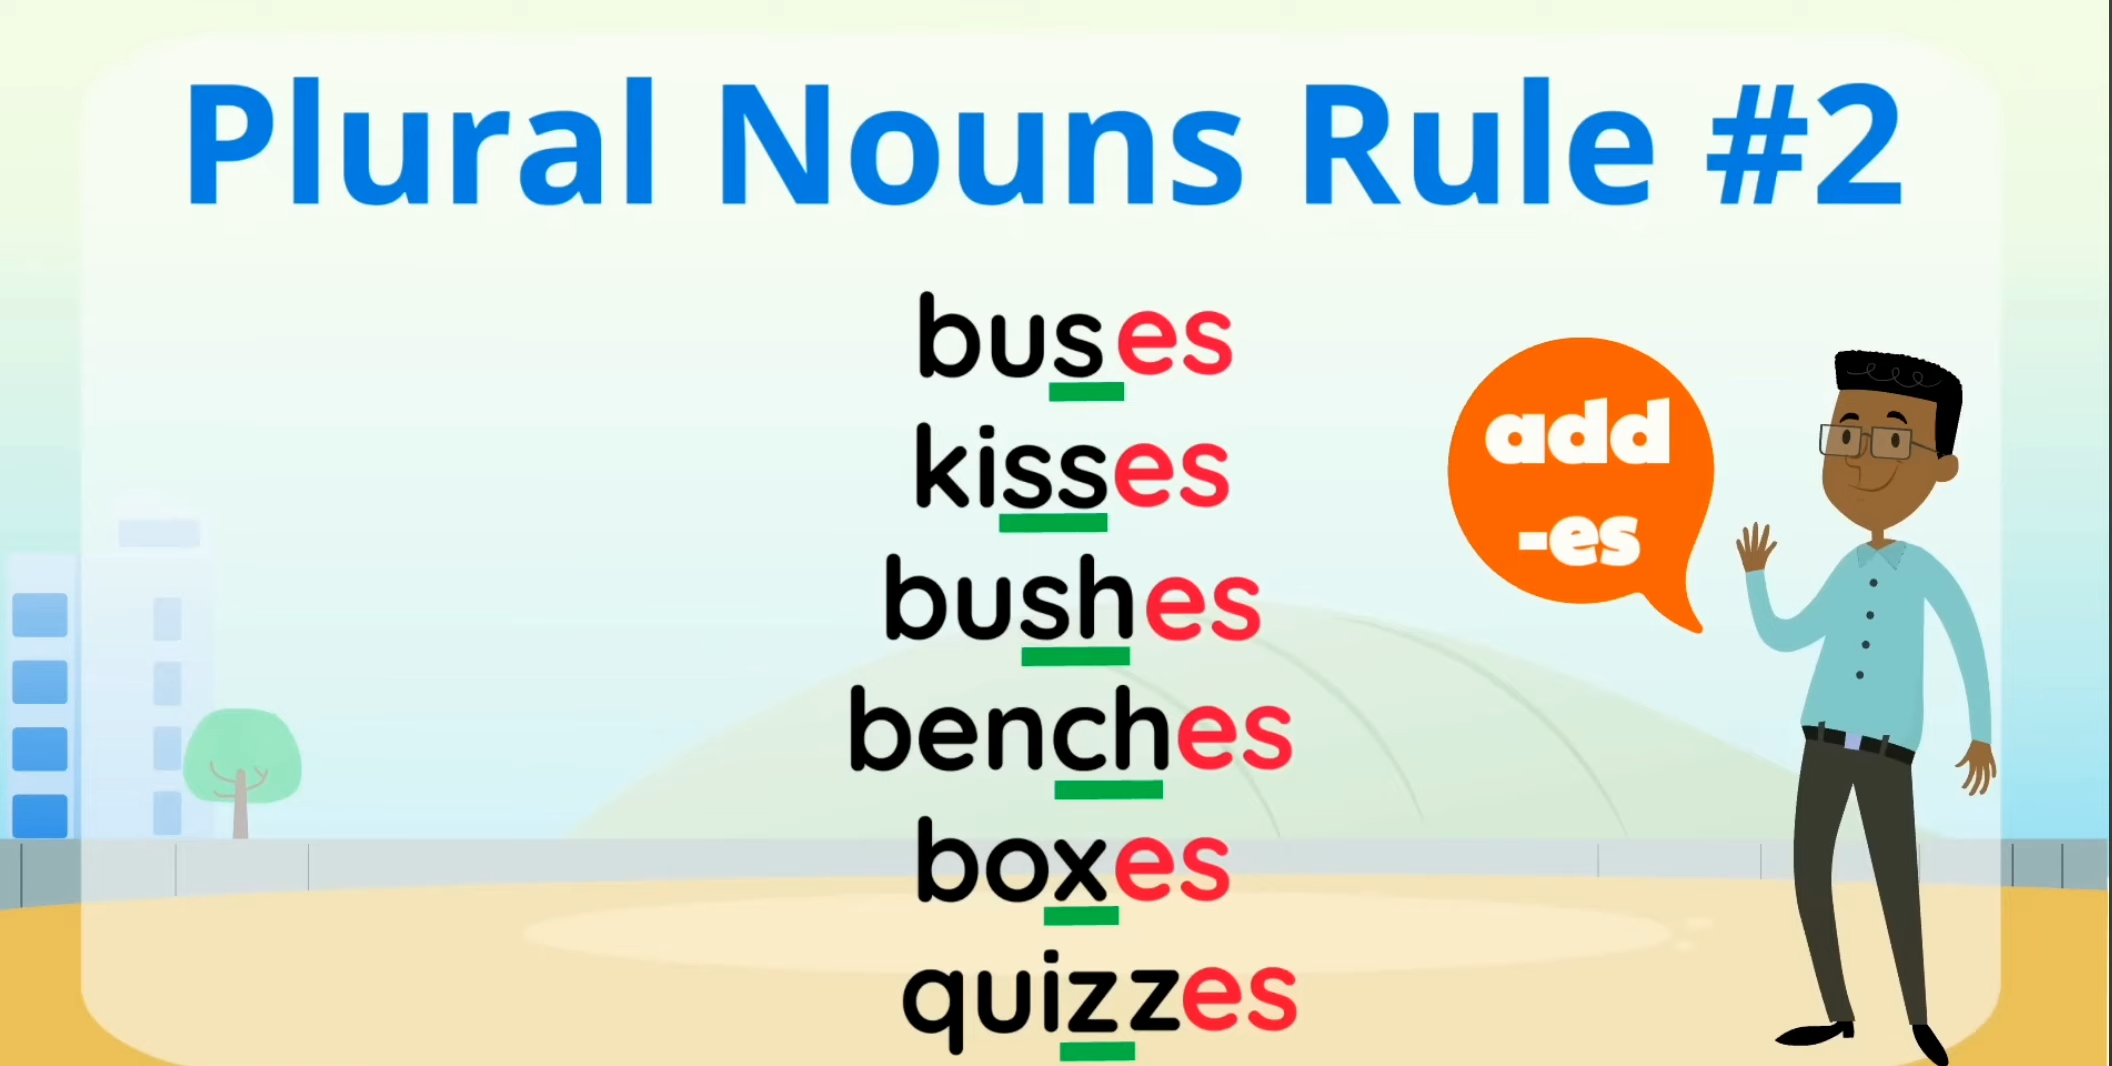 Plural Nouns Rule #2
buses
kisses
bushes
benches
boxes
quizzes
add
-es